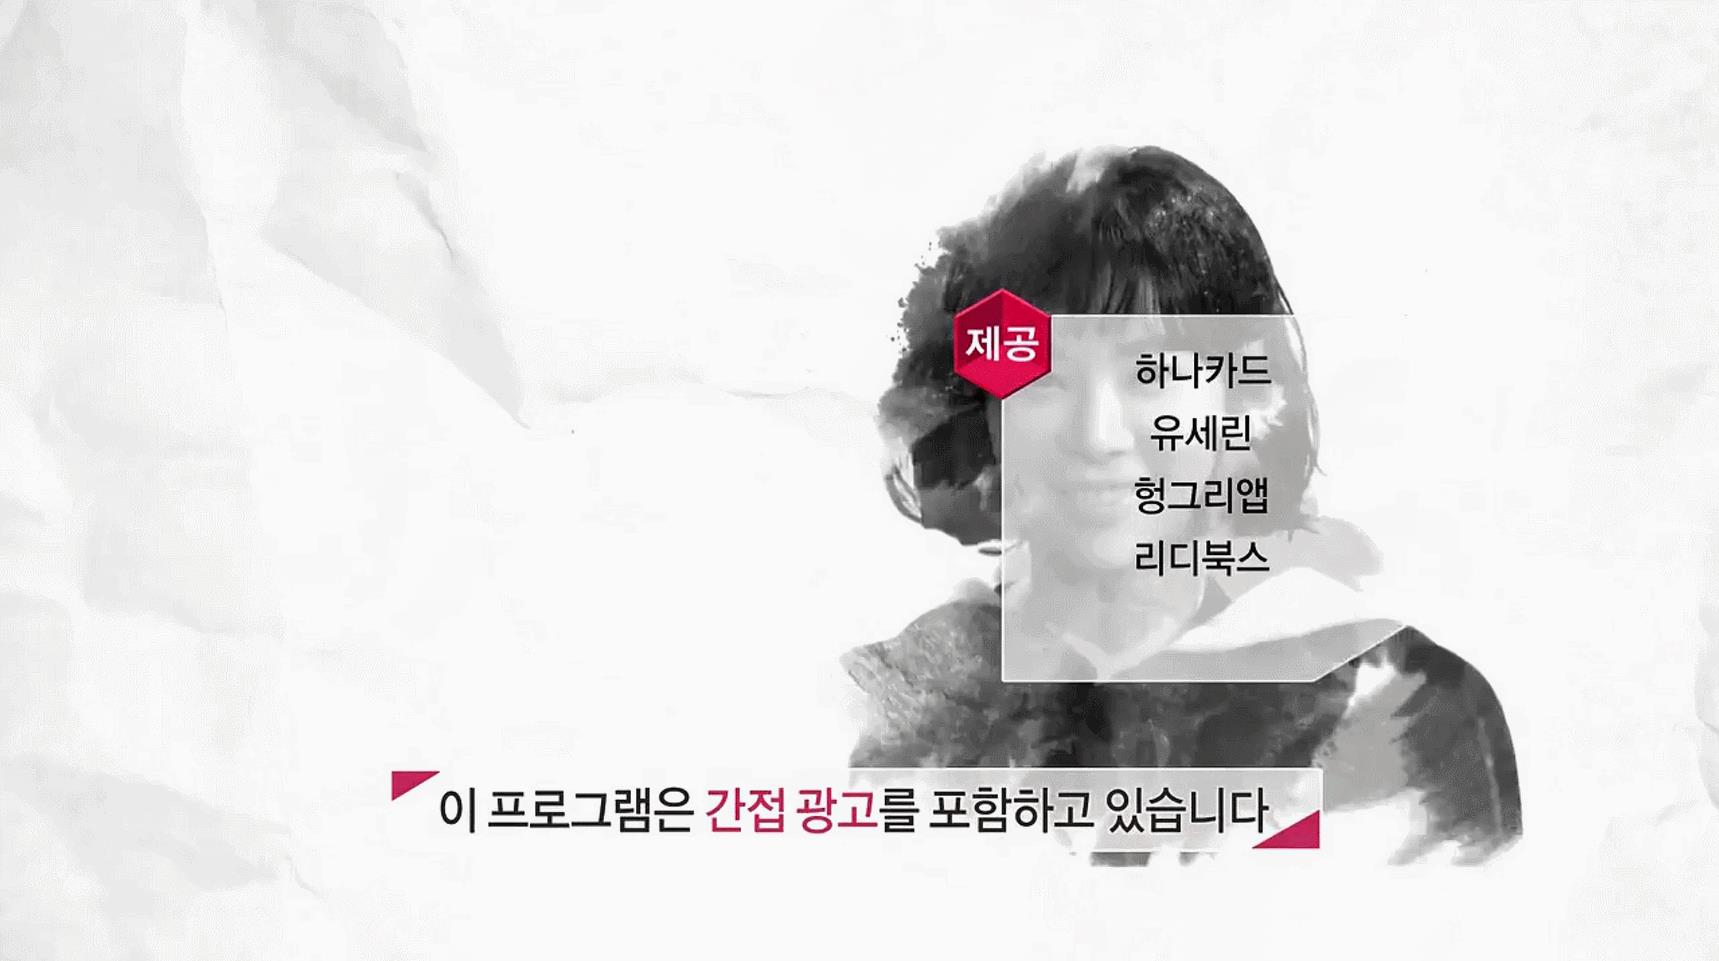 제공
하나카드
유세린
헝그리앱
리디북스
이 프로그램은 간접 광고를 포함하고 있습니다